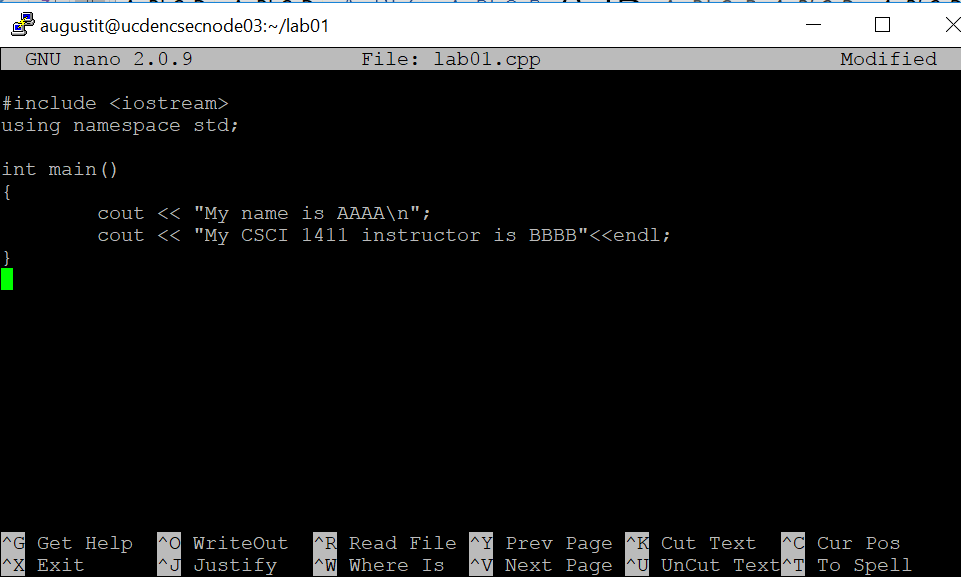 augustit@ucdencsecnode03:~/lab01
GNU nano 2.0.9 File: lab01.cpp Modified
#include <iostream>
using namespace std;
int main()
{
cout << "My name is AAAA\n";
cout << "My CSCI 1411 instructor is BBBB"<<endl;
}
^G Get Help ^O WriteOut ^R Read File ^Y Prev Page ^K Cut Text ^C Cur Pos
^X Exit ^J Justify ^W Where Is ^V Next Page ^U UnCut Text ^T To Spell